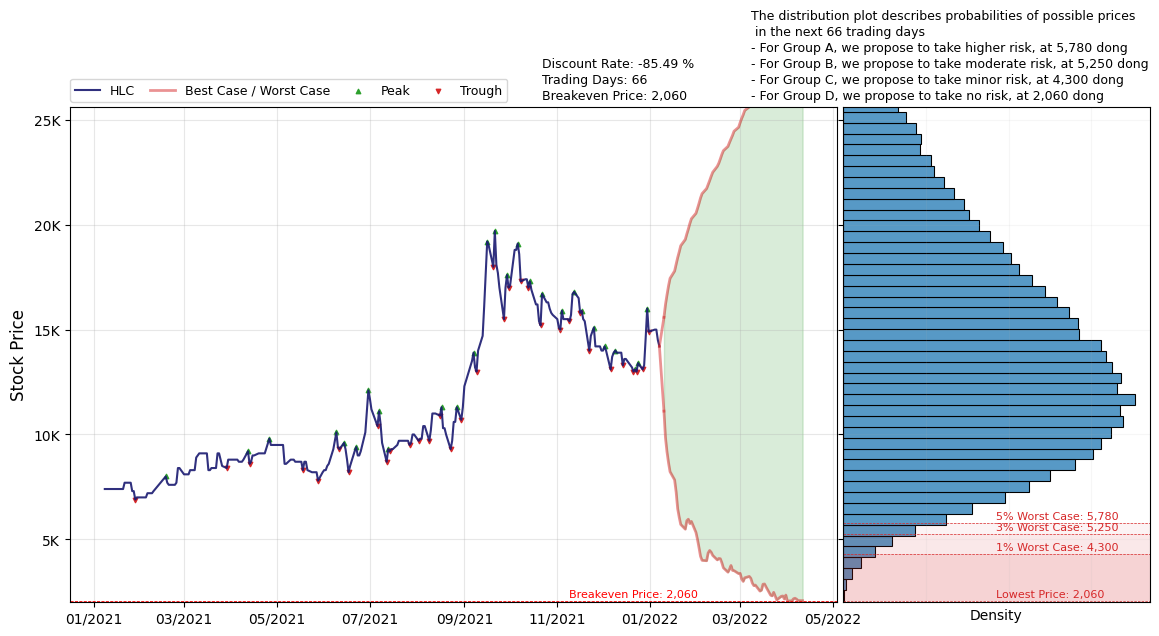 The distribution plot describes probabilities of possible prices
in the next 66 trading days
- For Group A, we propose to take higher risk, at 5,780 dong
- For Group B, we propose to take moderate risk, at 5,250 dong
- For Group C, we propose to take minor risk, at 4,300 dong
- For Group D, we propose to take no risk, at 2,060 dong
Discount Rate: -85.49 %
Trading Days: 66
Breakeven Price: 2,060
HLC
Best Case / Worst Case
Peak
Trough
Stock Price
25K
20K
15K
10K
5K
Breakeven Price: 2,060
01/2021
03/2021
05/2021
07/2021
09/2021
11/2021
01/2022
03/2022
05/2022
5% Worst Case: 5,780
3% Worst Case: 5,250
1% Worst Case: 4,300
Lowest Price: 2,060
Density